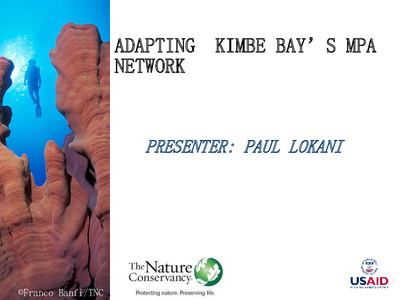 ADAPTING KIMBE BAY’S MPA
NETWORK
PRESENTER: PAUL LOKANI
The Nature
Conservancy
Protecting nature. Preserving life.
USAID
©Franco Banfi/TNC